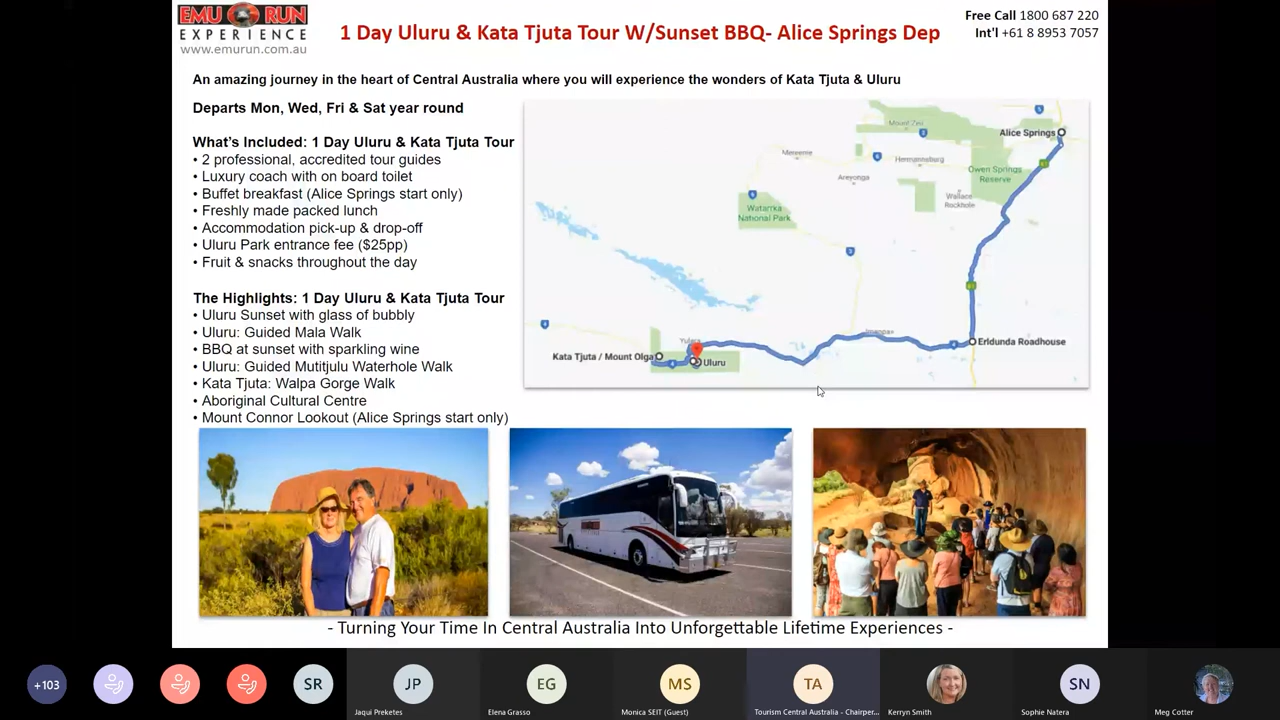 EMU RUN
EXPERIENCE
www.emurun.com.au
1 Day Uluru & Kata Tjuta Tour W/Sunset BBQ- Alice Springs Dep
Free Call 1800 687 220
Int'l +61 8 8953 7057
An amazing journey in the heart of Central Australia where you will experience the wonders of Kata Tjuta & Uluru
Departs Mon, Wed, Fri & Sat year round
What's Included: 1 Day Uluru & Kata Tjuta Tour
• 2 professional, accredited tour guides
• Luxury coach with on board toilet
• Buffet breakfast (Alice Springs start only)
• Freshly made packed lunch
• Accommodation pick-up & drop-off
• Uluru Park entrance fee ($25pp)
• Fruit & snacks throughout the day
The Highlights: 1 Day Uluru & Kata Tjuta Tour
• Uluru Sunset with glass of bubbly
• Uluru: Guided Mala Walk
• BBQ at sunset with sparkling wine
• Uluru: Guided Mutitjulu Waterhole Walk
• Kata Tjuta: Walpa Gorge Walk
• Aboriginal Cultural Centre
• Mount Connor Lookout (Alice Springs start only)
Alice Springs
Mereenie
Hermannsburg
Areyonga
Owen Springs
Reserve
Wallace
Rockhole
Watarrka
National Park
Imanpa
Erldunda Roadhouse
Yulara
Kata Tjuta / Mount Olga
Uluru
- Turning Your Time In Central Australia Into Unforgettable Lifetime Experiences -
+103
SR
JP
EG
MS
TA
SN
Jaqui Preketes
Elena Grasso
Monica SEIT (Guest)
Tourism Central Australia - Chairper...
Kerryn Smith
Sophie Natera
Meg Cotter